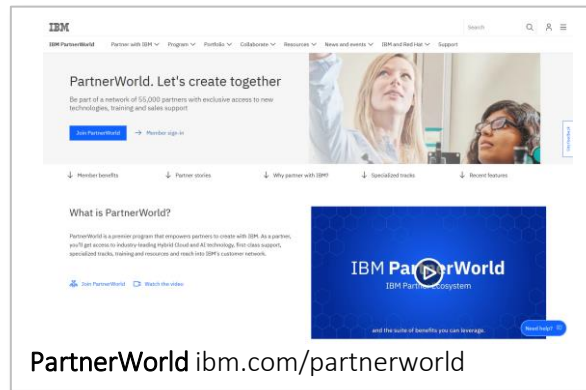 IBM
Search
IBM PartnerWorld Partner with IBM Program Portfolio Collaborate Resources News and events IBM and Red Hat Support
PartnerWorld. Let's create together
Be part of a network of 55,000 partners with exclusive access to new
technologies, training and sales support
Join PartnerWorld → Member sign-in
↓ Member benefits ↓ Partner stories ↓ Why partner with IBM? ↓ Specialized tracks ↓ Recent features
What is PartnerWorld?
PartnerWorld is a premier program that empowers partners to create with IBM. As a partner,
you'll get access to industry leading Hybrid Cloud and AI technology, first class support,
specialized tracks, training and resources and reach into IBM's customer network.
Join PartnerWorld Watch the video
IBM PartnerWorld
IBM Partner Ecosystem
and the suite of benefits you can leverage.
Need help?
PartnerWorld ibm.com/partnerworld